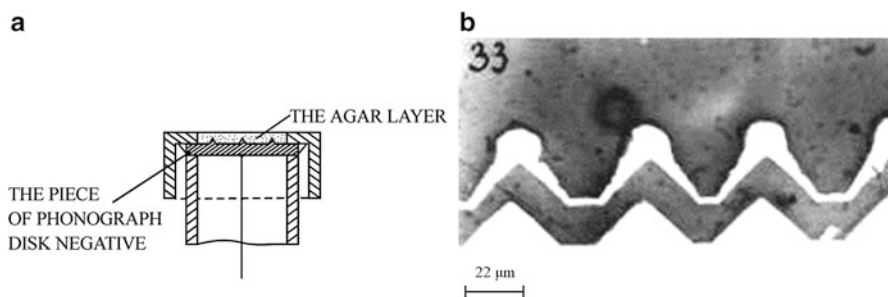 a
THE AGAR LAYER
THE PIECE
OF PHONOGRAPH
DISK NEGATIVE
b
33
22 µm